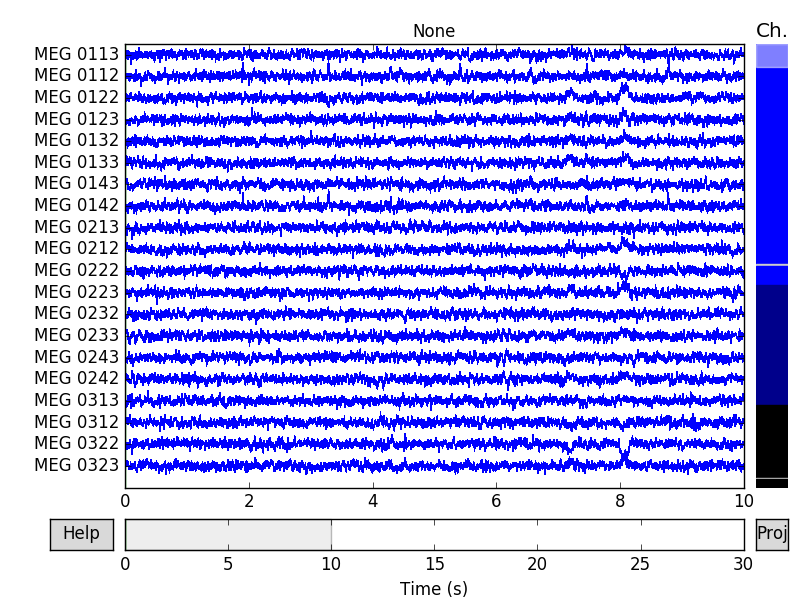 None
Ch.
MEG 0113
MEG 0112
MEG 0122
MEG 0123
MEG 0132
MEG 0133
MEG 0143
MEG 0142
MEG 0213
MEG 0212
MEG 0222
MEG 0223
MEG 0232
MEG 0233
MEG 0243
MEG 0242
MEG 0313
MEG 0312
MEG 0322
MEG 0323
0 2 4 6 8 10
Help
Proj
0 5 10 15 20 25 30
Time (s)